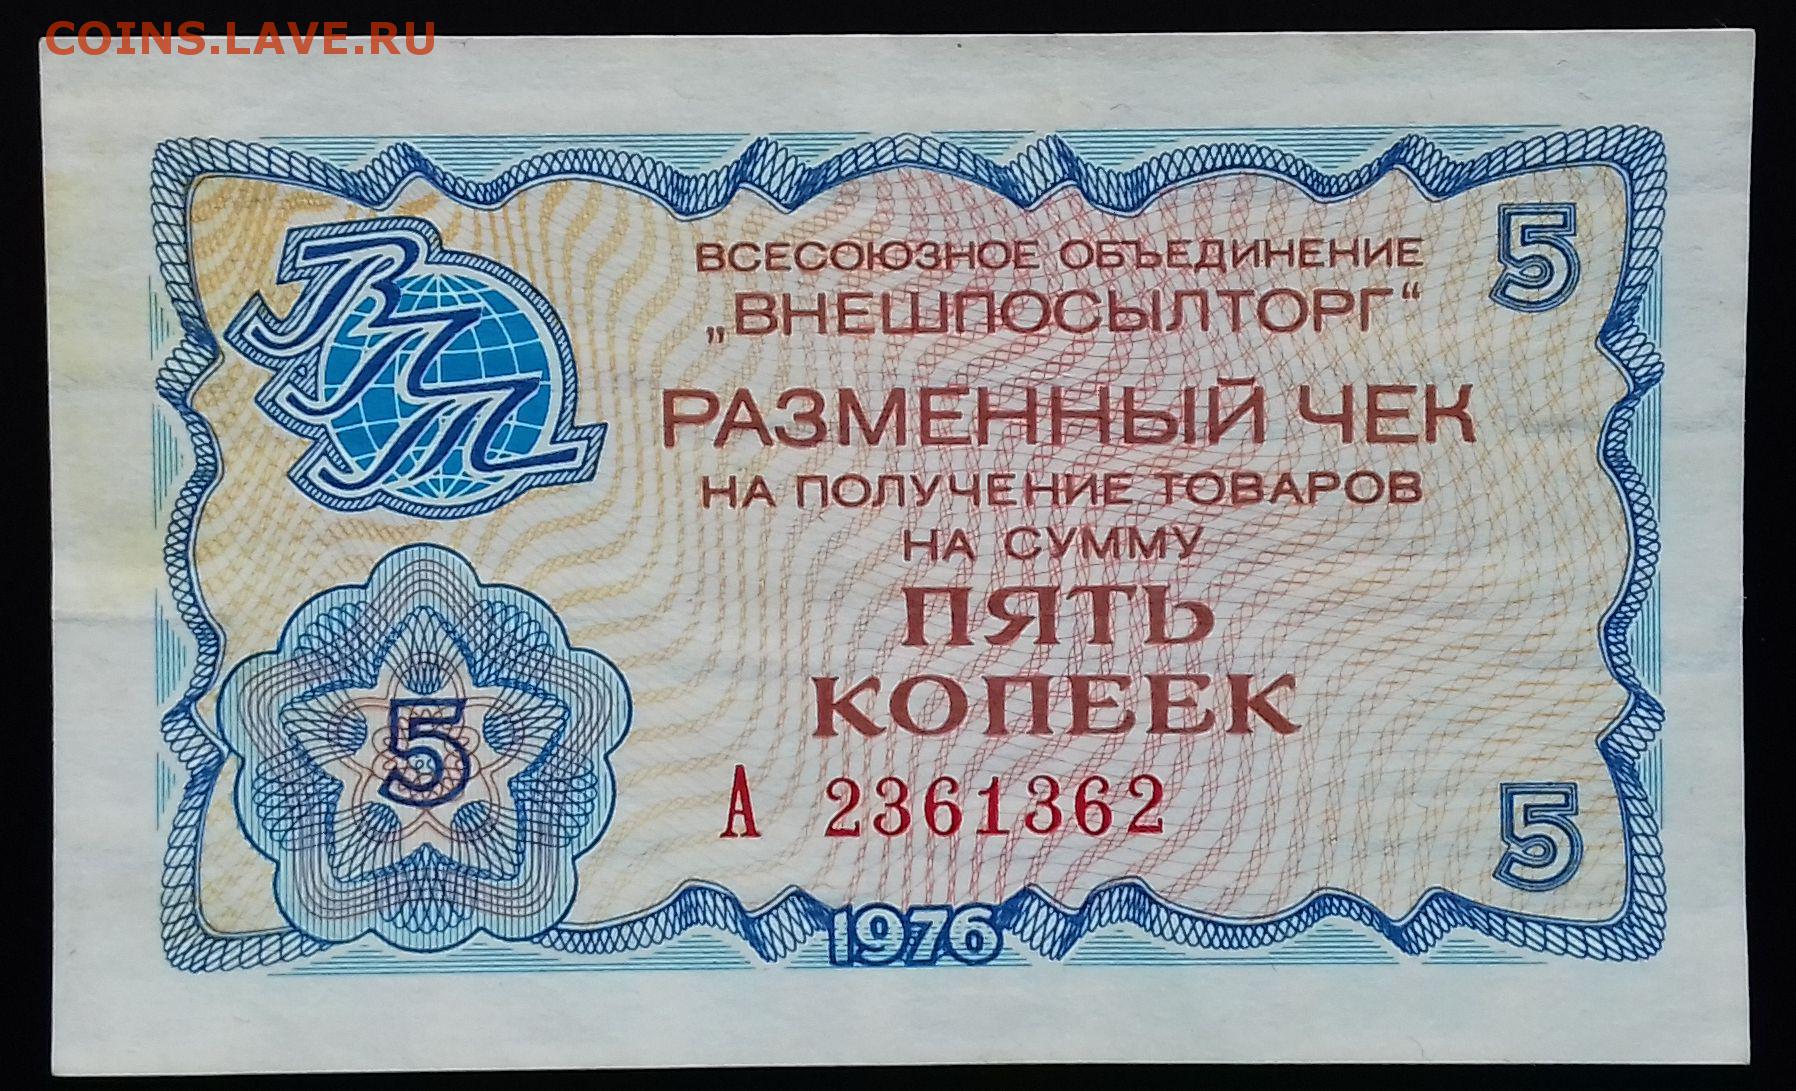 COINS.LAVE.RU
ВПТ
ВСЕСОЮЗНОЕ ОБЪЕДИНЕНИЕ
„ВНЕШПОСЫЛТОРГ“
5
РАЗМЕННЫЙ ЧЕК
НА ПОЛУЧЕНИЕ ТОВАРОВ
НА СУММУ
ПЯТЬ
КОПЕЕК
5
А 2361362
5
1976